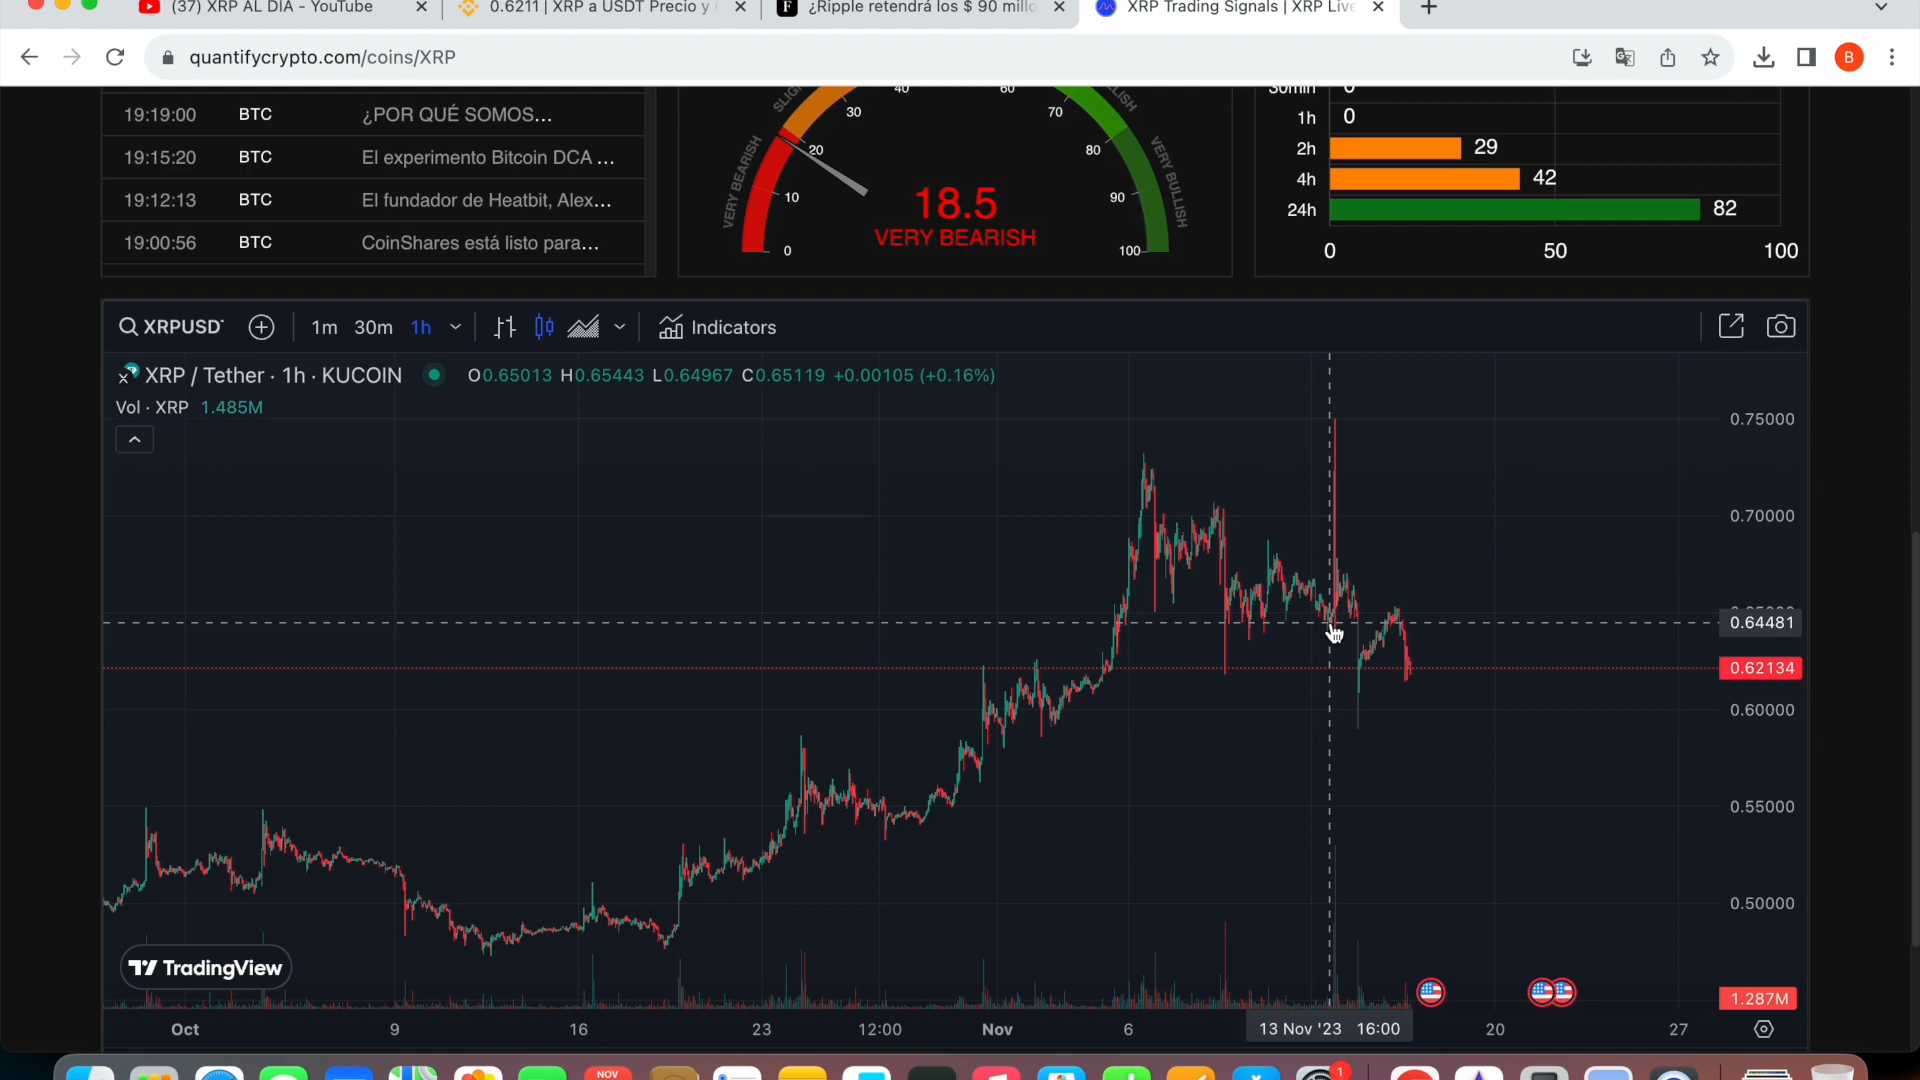 (37) XRP AL DIA - YouTube
0.6211 | XRP a USDT Precio y
¿Ripple retendrá los $ 90 millo
XRP Trading Signals | XRP Live
quantifycrypto.com/coins/XRP
B
19:19:00 BTC ¿POR QUÉ SOMOS...
19:15:20 BTC El experimento Bitcoin DCA ...
19:12:13 BTC El fundador de Heatbit, Alex...
19:00:56 BTC CoinShares está listo para...
0
10
20
30
40
60
70
80
90
100
VERY BEARISH
VERY BULLISH
18.5
VERY BEARISH
30min 0
1h 0
2h 29
4h 42
24h 82
0 50 100
XRPUSD
1m 30m 1h
Indicators
XRP / Tether · 1h · KUCOIN
O0.65013 H0.65443 L0.64967 C0.65119 +0.00105 (+0.16%)
Vol · XRP 1.485M
0.75000
0.70000
0.64481
0.62134
0.60000
0.55000
0.50000
1.287M
TradingView
Oct 9 16 23 12:00 Nov 6 13 Nov '23 16:00 20 27
NOV
1